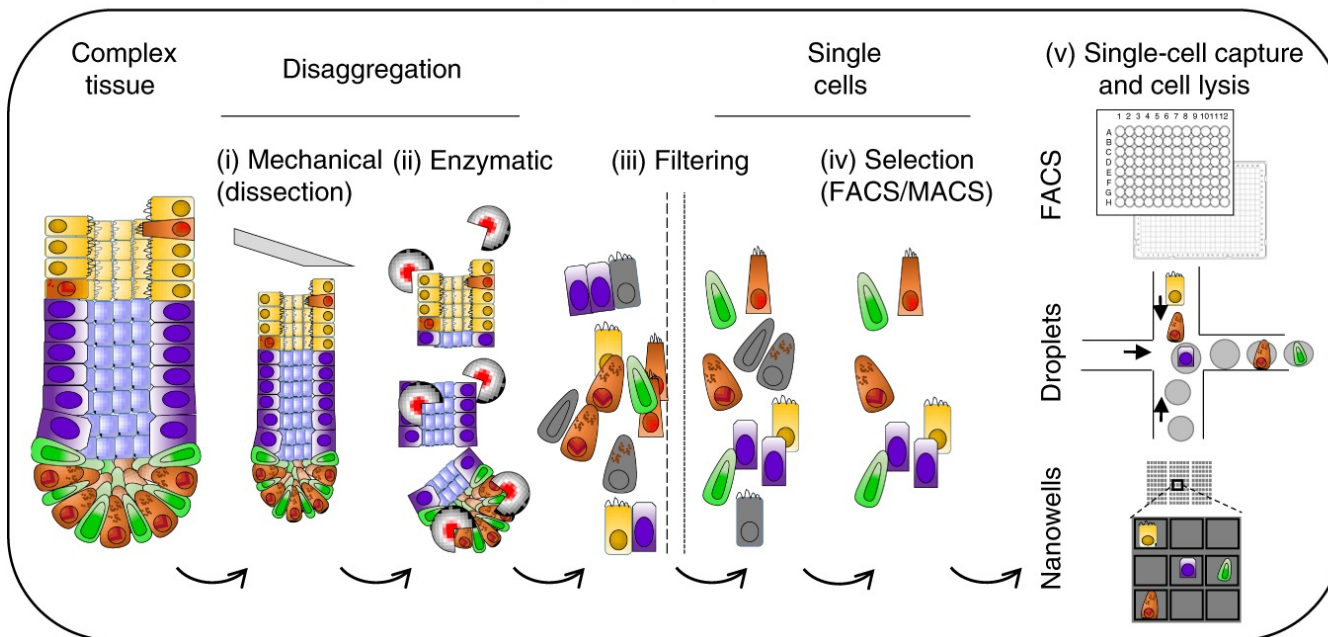 Complex
tissue
Disaggregation
Single
cells
(v) Single-cell capture
and cell lysis
(i) Mechanical
(dissection)
(ii) Enzymatic
(iii) Filtering
(iv) Selection
(FACS/MACS)
FACS
1 2 3 4 5 6 7 8 9 10 11 12
A
B
C
D
E
F
G
H
Droplets
Nanowells